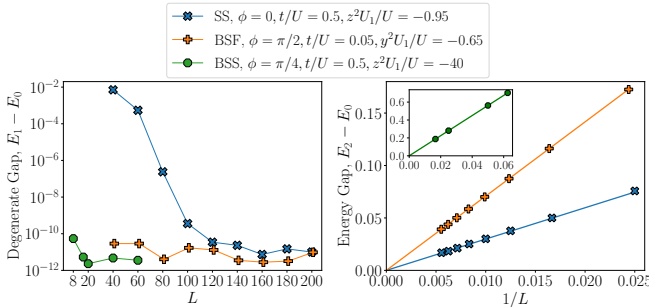 SS, ϕ = 0, t/U = 0.5, z²U₁/U = −0.95
BSF, ϕ = π/2, t/U = 0.05, y²U₁/U = −0.65
BSS, ϕ = π/4, t/U = 0.5, z²U₁/U = −40
Degenerate Gap, E₁ − E₀
10⁻²
10⁻⁴
10⁻⁶
10⁻⁸
10⁻¹⁰
10⁻¹²
8 20 40 60 80 100 120 140 160 180 200
L
Energy Gap, E₂ − E₀
0.15
0.10
0.05
0.00
0.000 0.005 0.010 0.015 0.020 0.025
1/L
0.6
0.4
0.2
0.0
0.00 0.02 0.04 0.06